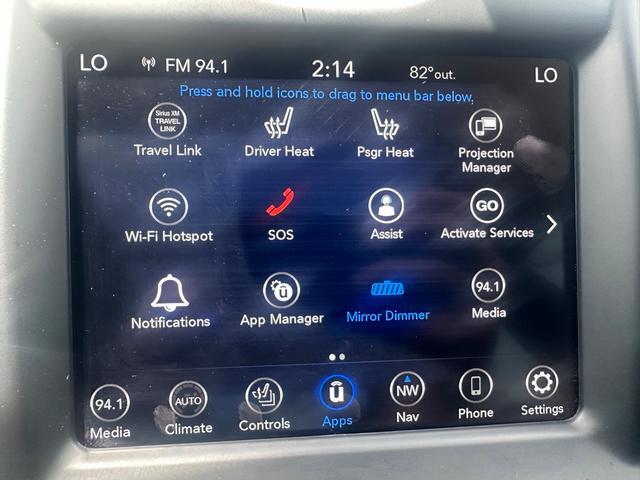 LO FM 94.1 2:14 82° out. LO
Press and hold icons to drag to menu bar below.
Sirius XM
TRAVEL
LINK
Travel Link Driver Heat Psgr Heat Projection
Manager
GO
Wi-Fi Hotspot SOS Assist Activate Services
94.1
Notifications App Manager Mirror Dimmer Media
94.1 AUTO NW
Media Climate Controls Apps Nav Phone Settings